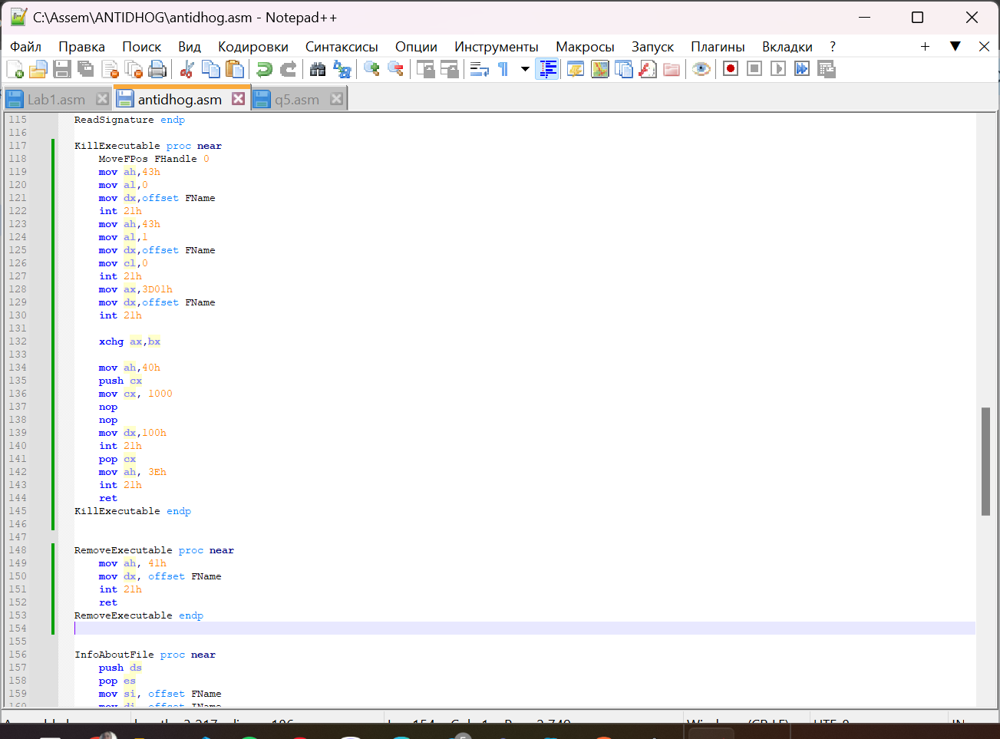 C:\Assem\ANTIDHOG\antidhog.asm - Notepad++
Файл Правка Поиск Вид Кодировки Синтаксисы Опции Инструменты Макросы Запуск Плагины Вкладки ?
Lab1.asm antidhog.asm q5.asm
115 ReadSignature endp
116
117 KillExecutable proc near
118 MoveFPos FHandle 0
119 mov ah,43h
120 mov al,0
121 mov dx,offset FName
122 int 21h
123 mov ah,43h
124 mov al,1
125 mov dx,offset FName
126 mov cl,0
127 int 21h
128 mov ax,3D01h
129 mov dx,offset FName
130 int 21h
131
132 xchg ax,bx
133
134 mov ah,40h
135 push cx
136 mov cx, 1000
137 nop
138 nop
139 mov dx,100h
140 int 21h
141 pop cx
142 mov ah, 3Eh
143 int 21h
144 ret
145 KillExecutable endp
146
147
148 RemoveExecutable proc near
149 mov ah, 41h
150 mov dx, offset FName
151 int 21h
152 ret
153 RemoveExecutable endp
154
155
156 InfoAboutFile proc near
157 push ds
158 pop es
159 mov si, offset FName
160 mov di, offset